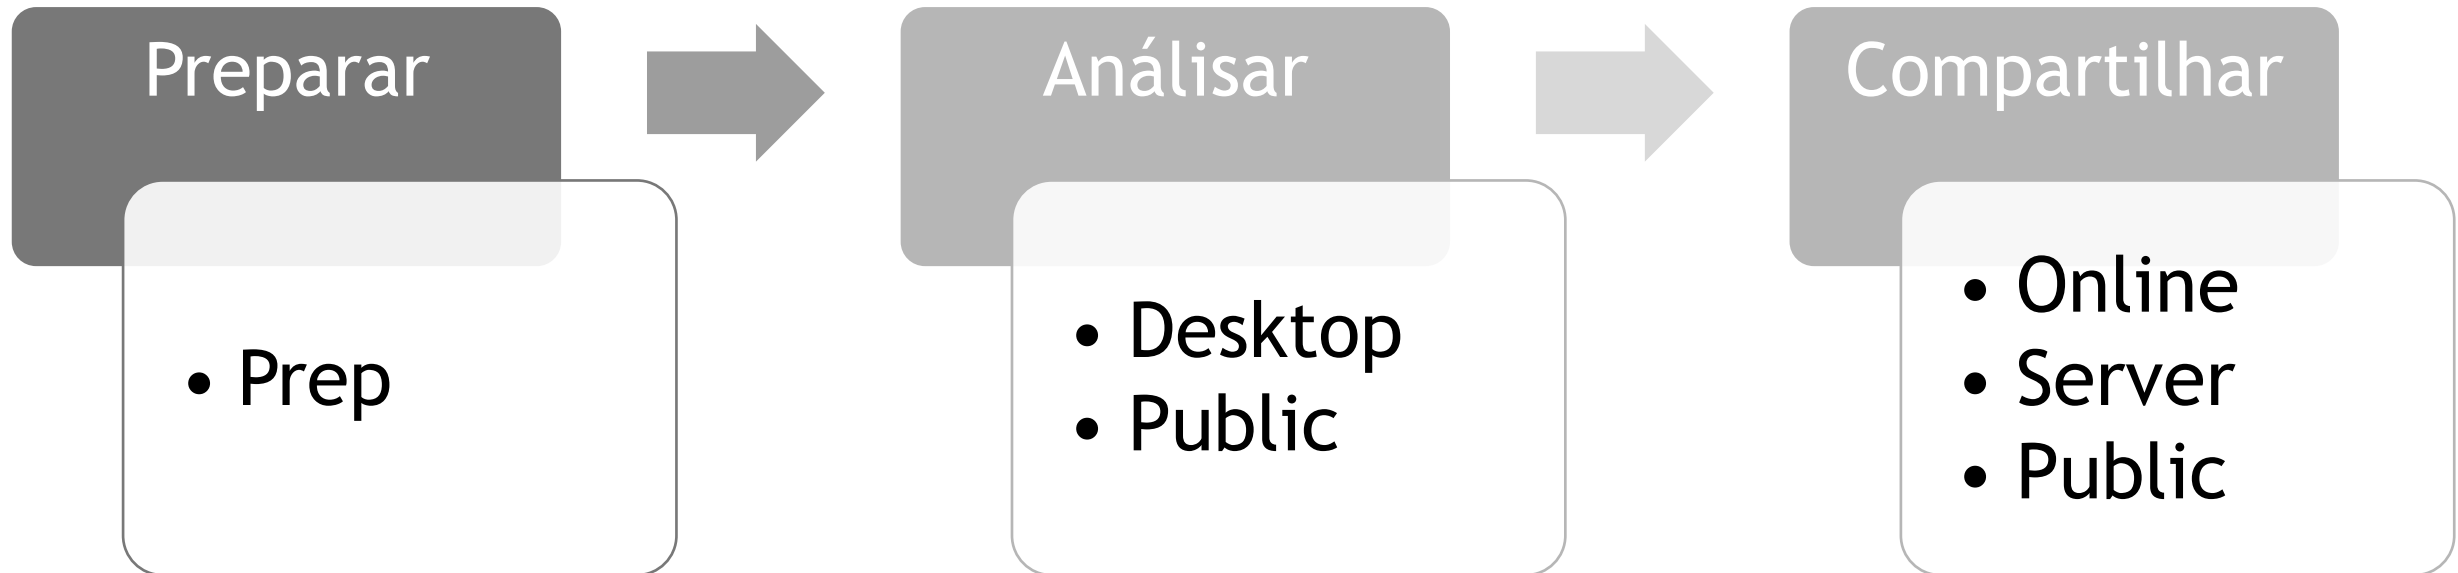 Preparar
• Prep
Análisar
• Desktop
• Public
Compartilhar
• Online
• Server
• Public